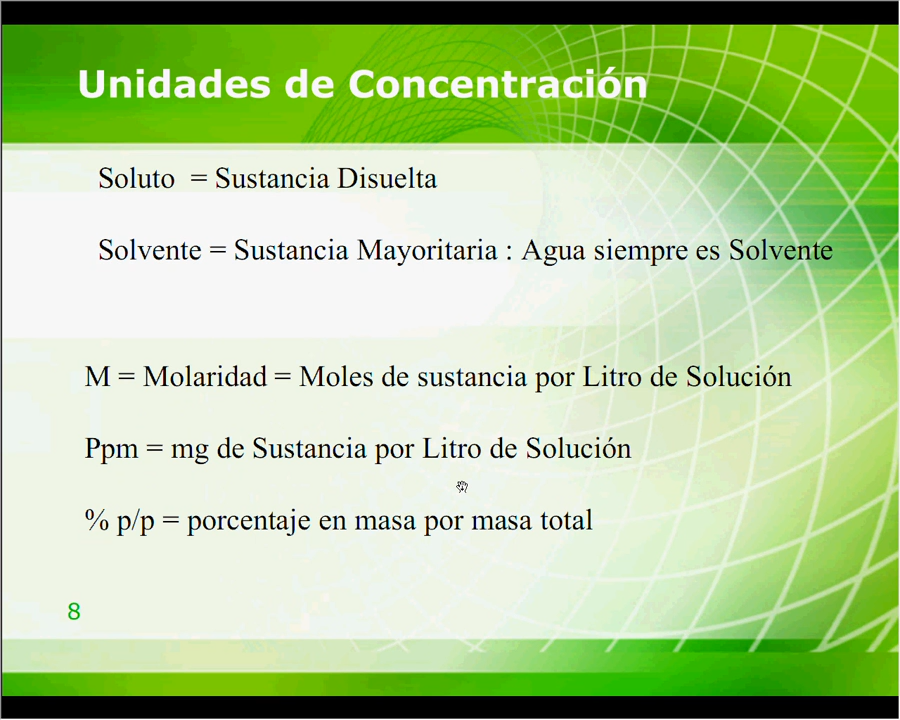 Unidades de Concentración
Soluto = Sustancia Disuelta
Solvente = Sustancia Mayoritaria : Agua siempre es Solvente
M = Molaridad = Moles de sustancia por Litro de Solución
Ppm = mg de Sustancia por Litro de Solución
% p/p = porcentaje en masa por masa total
8